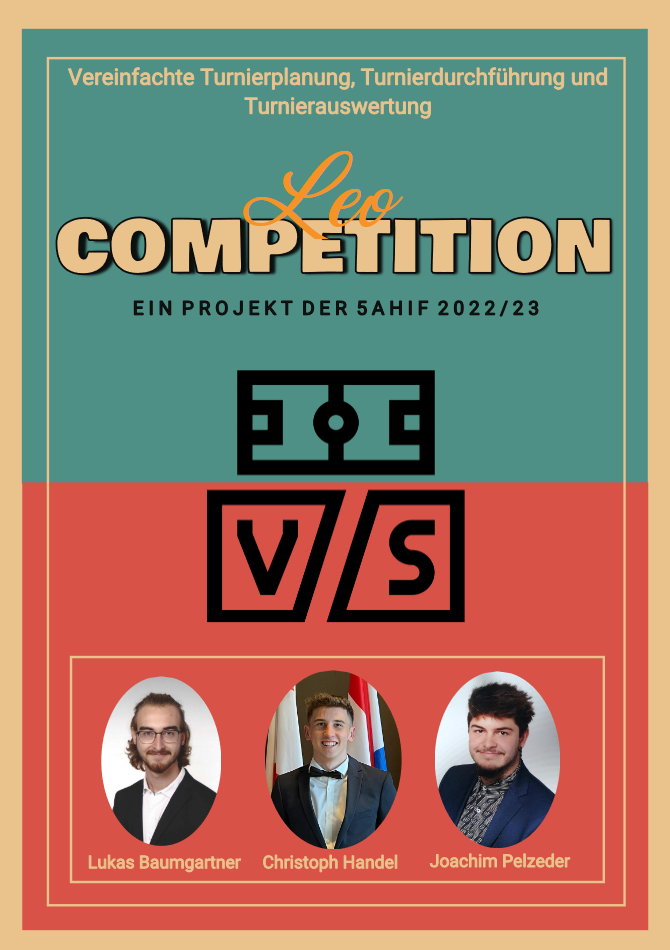 Vereinfachte Turnierplanung, Turnierdurchführung und
Turnierauswertung
Leo
COMPETITION
EIN PROJEKT DER 5AHIF 2022/23
V/S
Lukas Baumgartner Christoph Handel Joachim Pelzeder